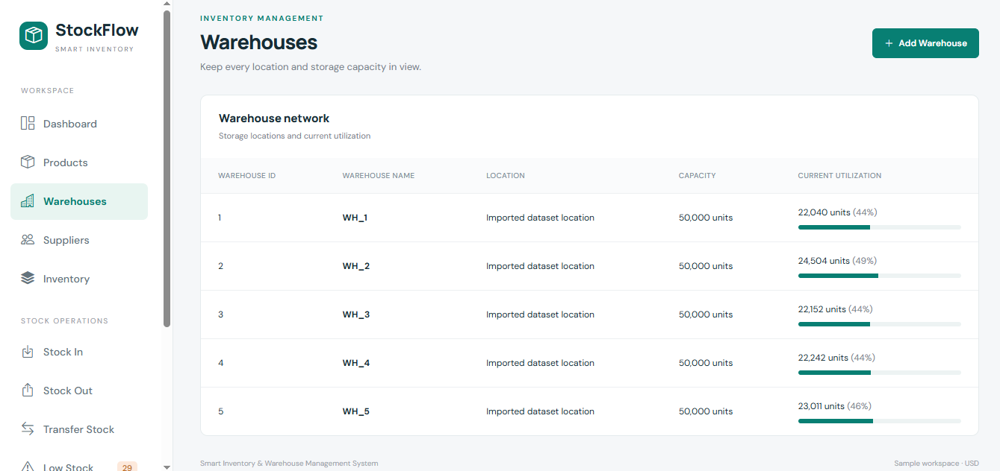 StockFlow
SMART INVENTORY
WORKSPACE
Dashboard
Products
Warehouses
Suppliers
Inventory
STOCK OPERATIONS
Stock In
Stock Out
Transfer Stock
Low Stock 29
INVENTORY MANAGEMENT
Warehouses
Keep every location and storage capacity in view.
+ Add Warehouse
Warehouse network
Storage locations and current utilization
WAREHOUSE ID WAREHOUSE NAME LOCATION CAPACITY CURRENT UTILIZATION
1 WH_1 Imported dataset location 50,000 units 22,040 units (44%)
2 WH_2 Imported dataset location 50,000 units 24,504 units (49%)
3 WH_3 Imported dataset location 50,000 units 22,152 units (44%)
4 WH_4 Imported dataset location 50,000 units 22,242 units (44%)
5 WH_5 Imported dataset location 50,000 units 23,011 units (46%)
Smart Inventory & Warehouse Management System
Sample workspace · USD